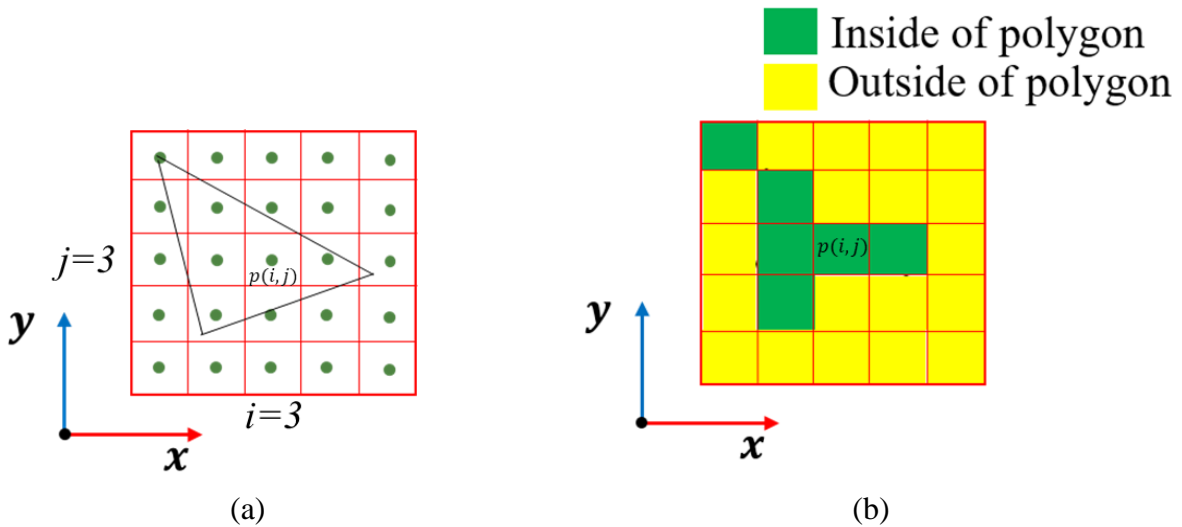 Inside of polygon
Outside of polygon
j=3
p(i,j)
y
i=3
x
(a)
p(i,j)
y
x
(b)